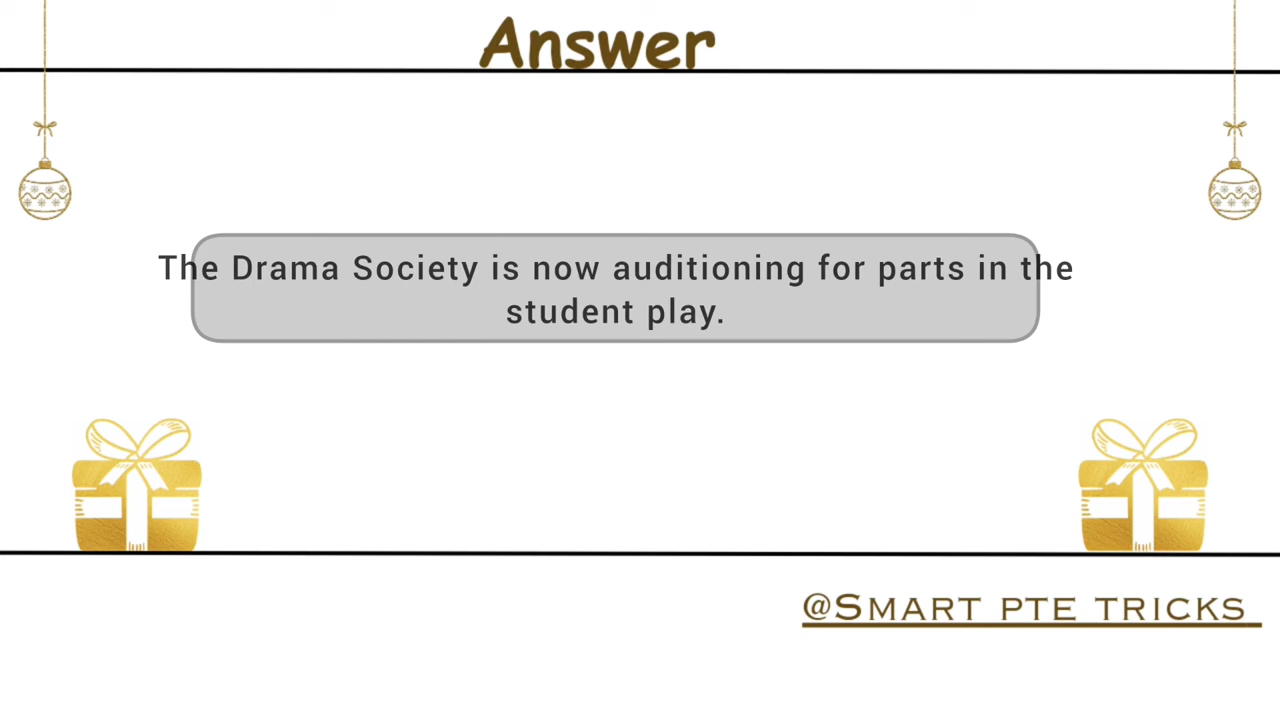 Answer
The Drama Society is now auditioning for parts in the
student play.
@SMART PTE TRICKS